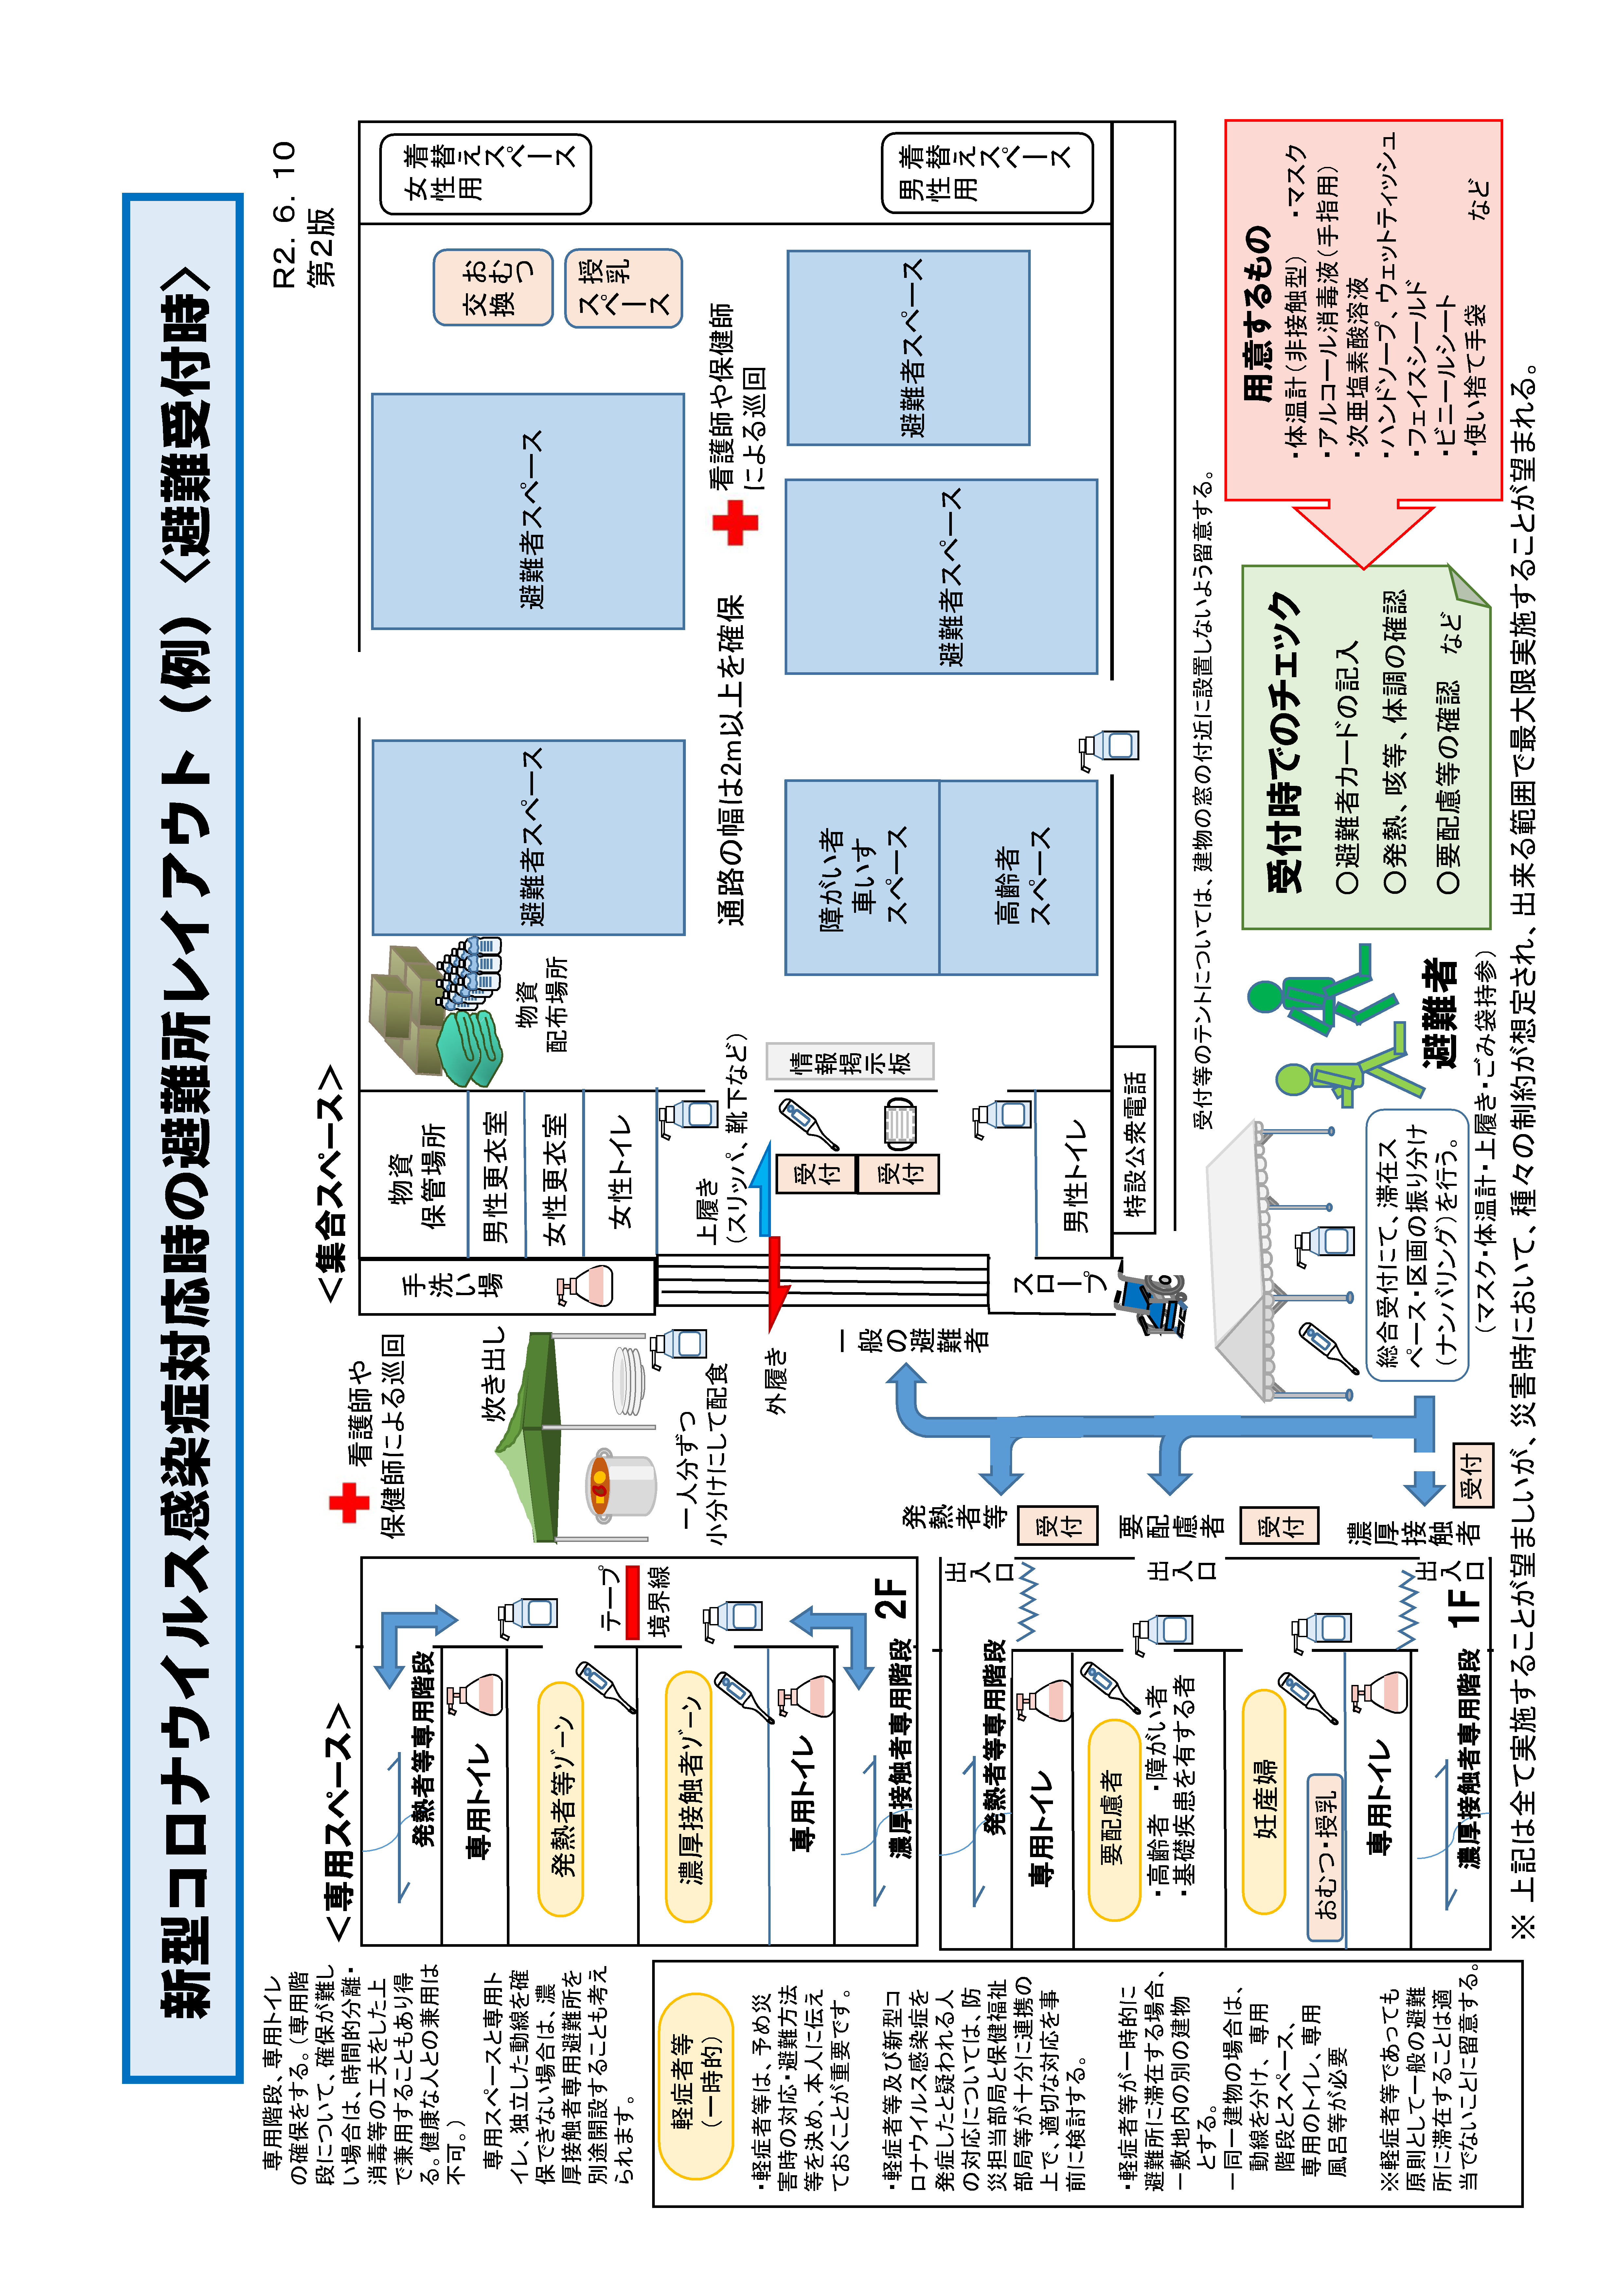 新型コロナウイルス感染症対応時の避難所レイアウト（例）〈避難受付時〉
R2. 6. 10
第2版
専用階段、専用トイレ
の確保をする。（専用階
段について、確保が難し
い場合は、時間的分離・
消毒等の工夫をした上
で兼用することもあり得
る。健康な人との兼用は
不可。）
専用スペースと専用ト
イレ、独立した動線を確
保できない場合は、濃
厚接触者専用避難所を
別途開設することも考え
られます。
軽症者等
（一時的）
・軽症者等は、予め災
害時の対応・避難方法
等を決め、本人に伝え
ておくことが重要です。
・軽症者等及び新型コ
ロナウイルス感染症を
発症したと疑われる人
の対応については、防
災担当部局と保健福祉
部局等が十分に連携の
上で、適切な対応を事
前に検討する。
・軽症者等が一時的に
避難所に滞在する場合、
ー敷地内の別の建物
とする。
ー同一建物の場合は、
動線を分け、専用
階段とスペース、
専用のトイレ、専用
風呂等が必要
※軽症者等であっても
原則として一般の避難
所に滞在することは適
当でないことに留意する。
＜専用スペース＞
発熱者等専用階段
専用トイレ
発熱者等ゾーン
濃厚接触者ゾーン
専用トイレ
濃厚接触者専用階段
2F
テープ
境界線
発熱者等専用階段
専用トイレ
要配慮者
・高齢者 ・障がい者
・基礎疾患を有する者
妊産婦
おむつ・授乳
専用トイレ
濃厚接触者専用階段
1F
出入口
出入口
出入口
看護師や
保健師による巡回
炊き出し
一人分ずつ
小分けにして配食
外履き
一般の避難者
発熱者等
受付
要配慮者
受付
濃厚接触者
受付
＜集合スペース＞
手洗い場
スロープ
物資
保管場所
男性更衣室
女性更衣室
女性トイレ
上履き
（スリッパ、靴下など）
受付
受付
男性トイレ
特設公衆電話
情報掲示板
物資
配布場所
避難者スペース
避難者スペース
通路の幅は2m以上を確保
看護師や保健師
による巡回
障がい者
車いす
スペース
高齢者
スペース
避難者スペース
避難者スペース
おむつ
交換
授乳
スペース
女性用
着替えスペース
男性用
着替えスペース
受付等のテントについては、建物の窓の付近に設置しないよう留意する。
総合受付にて、滞在ス
ペース・区画の振り分け
（ナンバリング）を行う。
避難者
（マスク・体温計・上履き・ごみ袋持参）
受付時でのチェック
○避難者カードの記入
○発熱、咳等、体調の確認
○要配慮等の確認 など
用意するもの
・体温計（非接触型） ・マスク
・アルコール消毒液（手指用）
・次亜塩素酸溶液
・ハンドソープ、ウェットティッシュ
・フェイスシールド
・ビニールシート
・使い捨て手袋 など
※ 上記は全て実施することが望ましいが、災害時において、種々の制約が想定され、出来る範囲で最大限実施することが望まれる。